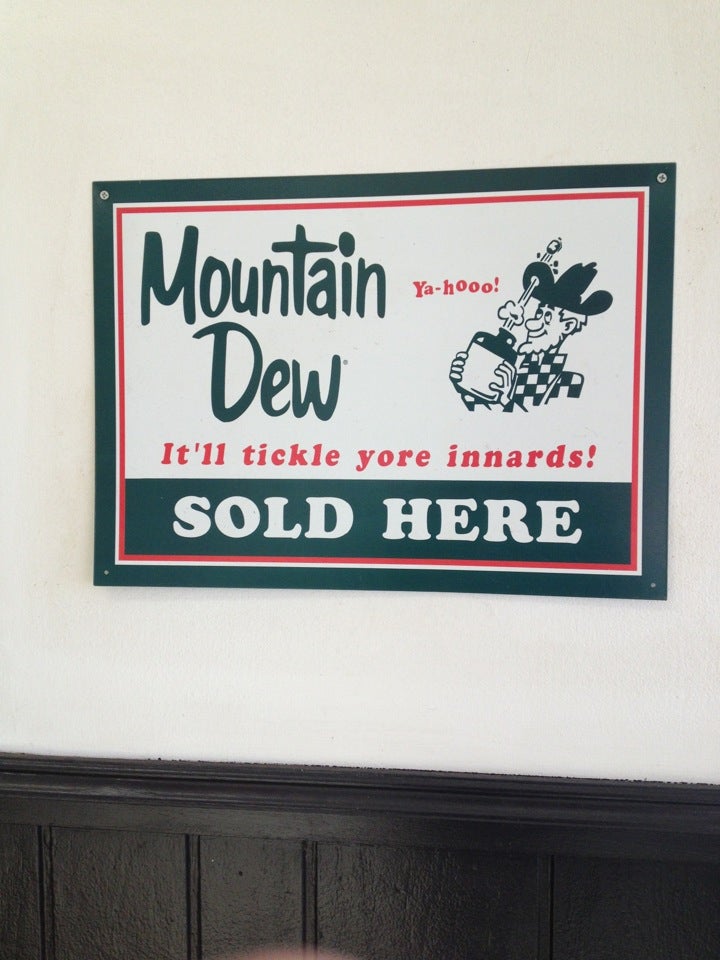 Mountain
Dew
Ya-hooo!
It'll tickle yore innards!
SOLD HERE